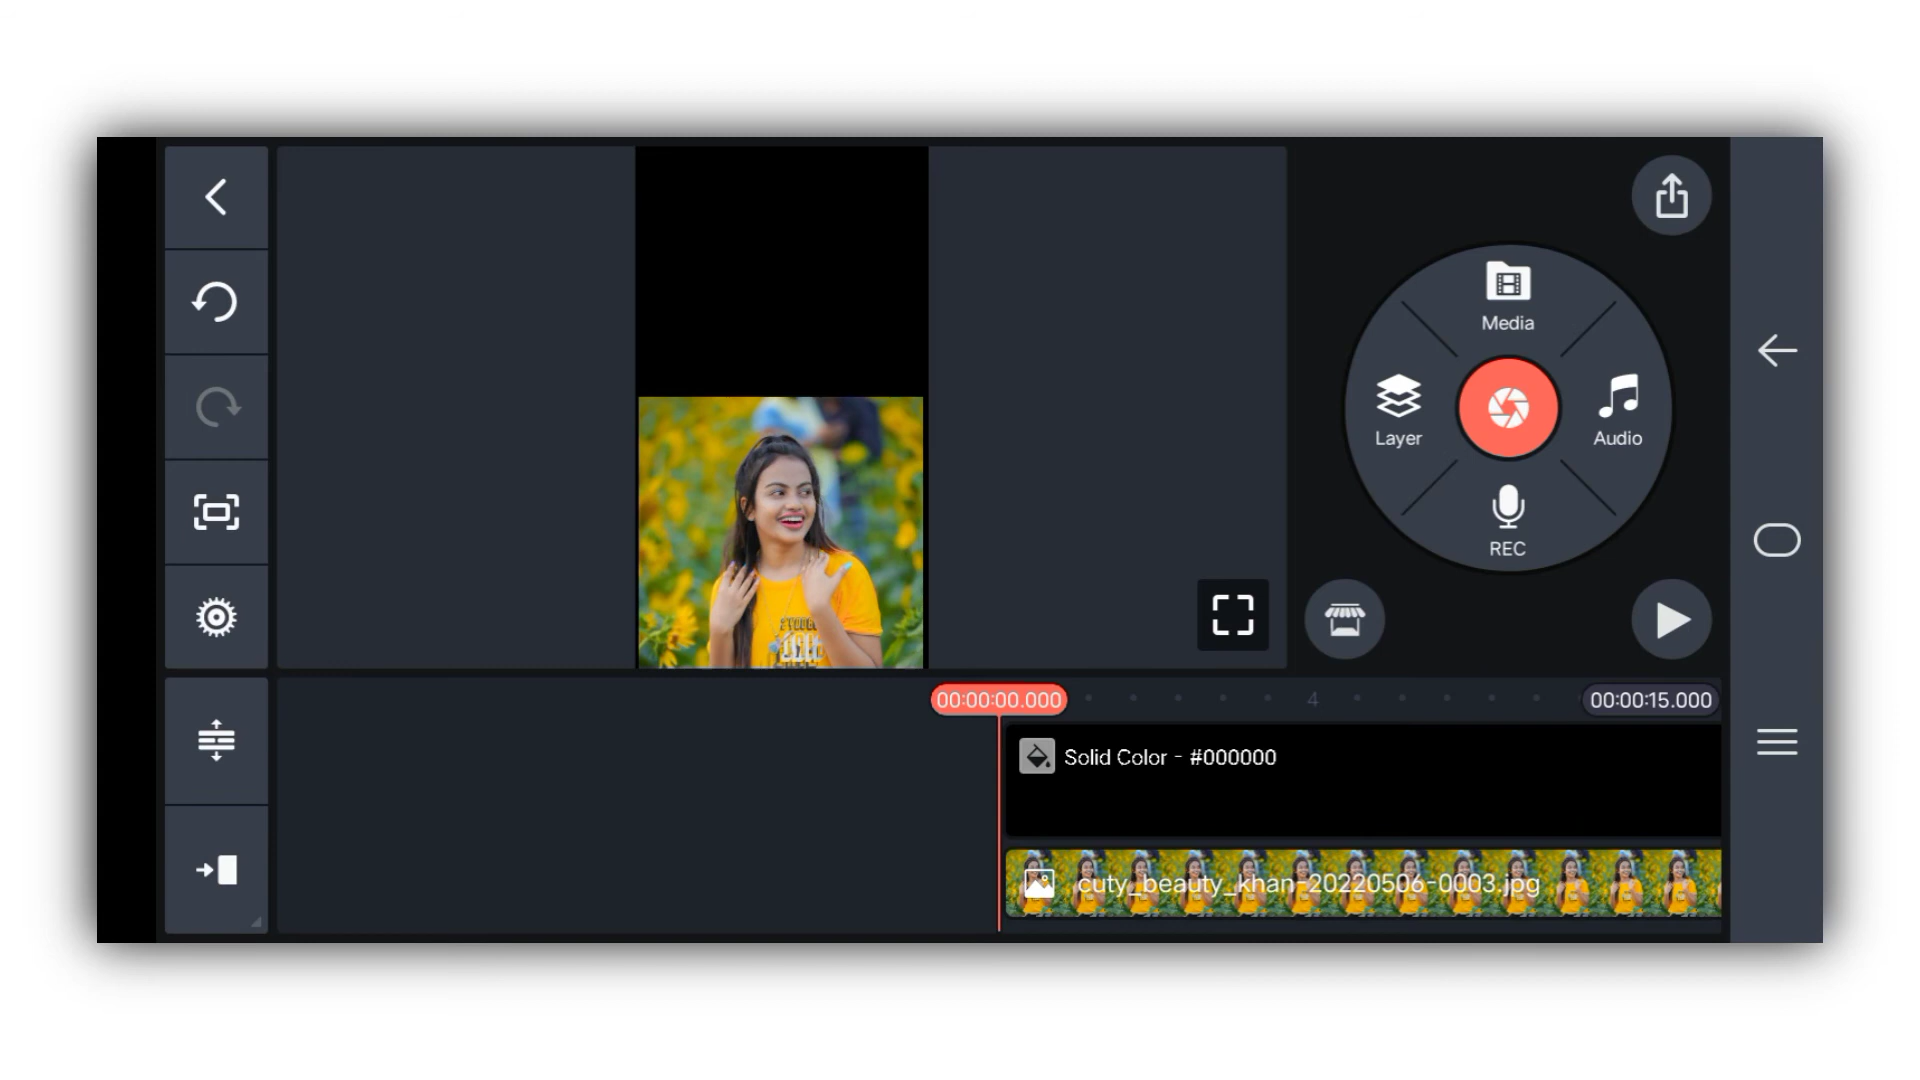 Media
Layer
Audio
REC
00:00:00.000
4
00:00:15.000
Solid Color - #000000
cuty_beauty_khan-20220506-0003.jpg